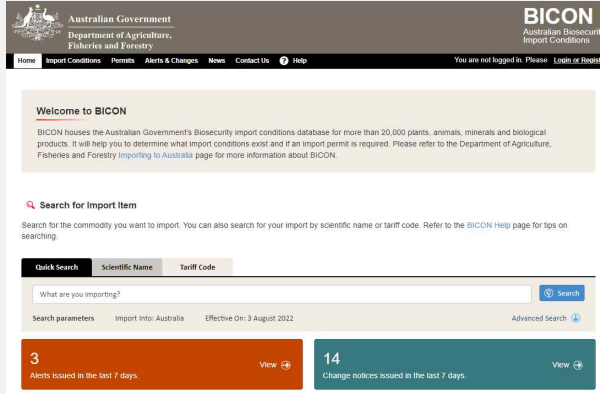 Australian Government
Department of Agriculture,
Fisheries and Forestry
BICON
Australian Biosecurit
Import Conditions
Home Import Conditions Permits Alerts & Changes News Contact Us ? Help You are not logged in. Please Login or Regist
Welcome to BICON
BICON houses the Australian Government's Biosecurity import conditions database for more than 20,000 plants, animals, minerals and biological
products. It will help you to determine what import conditions exist and if an import permit is required. Please refer to the Department of Agriculture,
Fisheries and Forestry Importing to Australia page for more information about BICON.
Search for Import Item
Search for the commodity you want to import. You can also search for your import by scientific name or tariff code. Refer to the BICON Help page for tips on
searching.
Quick Search Scientific Name Tariff Code
What are you importing?
Search
Search parameters Import Into: Australia Effective On: 3 August 2022 Advanced Search
3
Alerts issued in the last 7 days.
View
14
Change notices issued in the last 7 days.
View